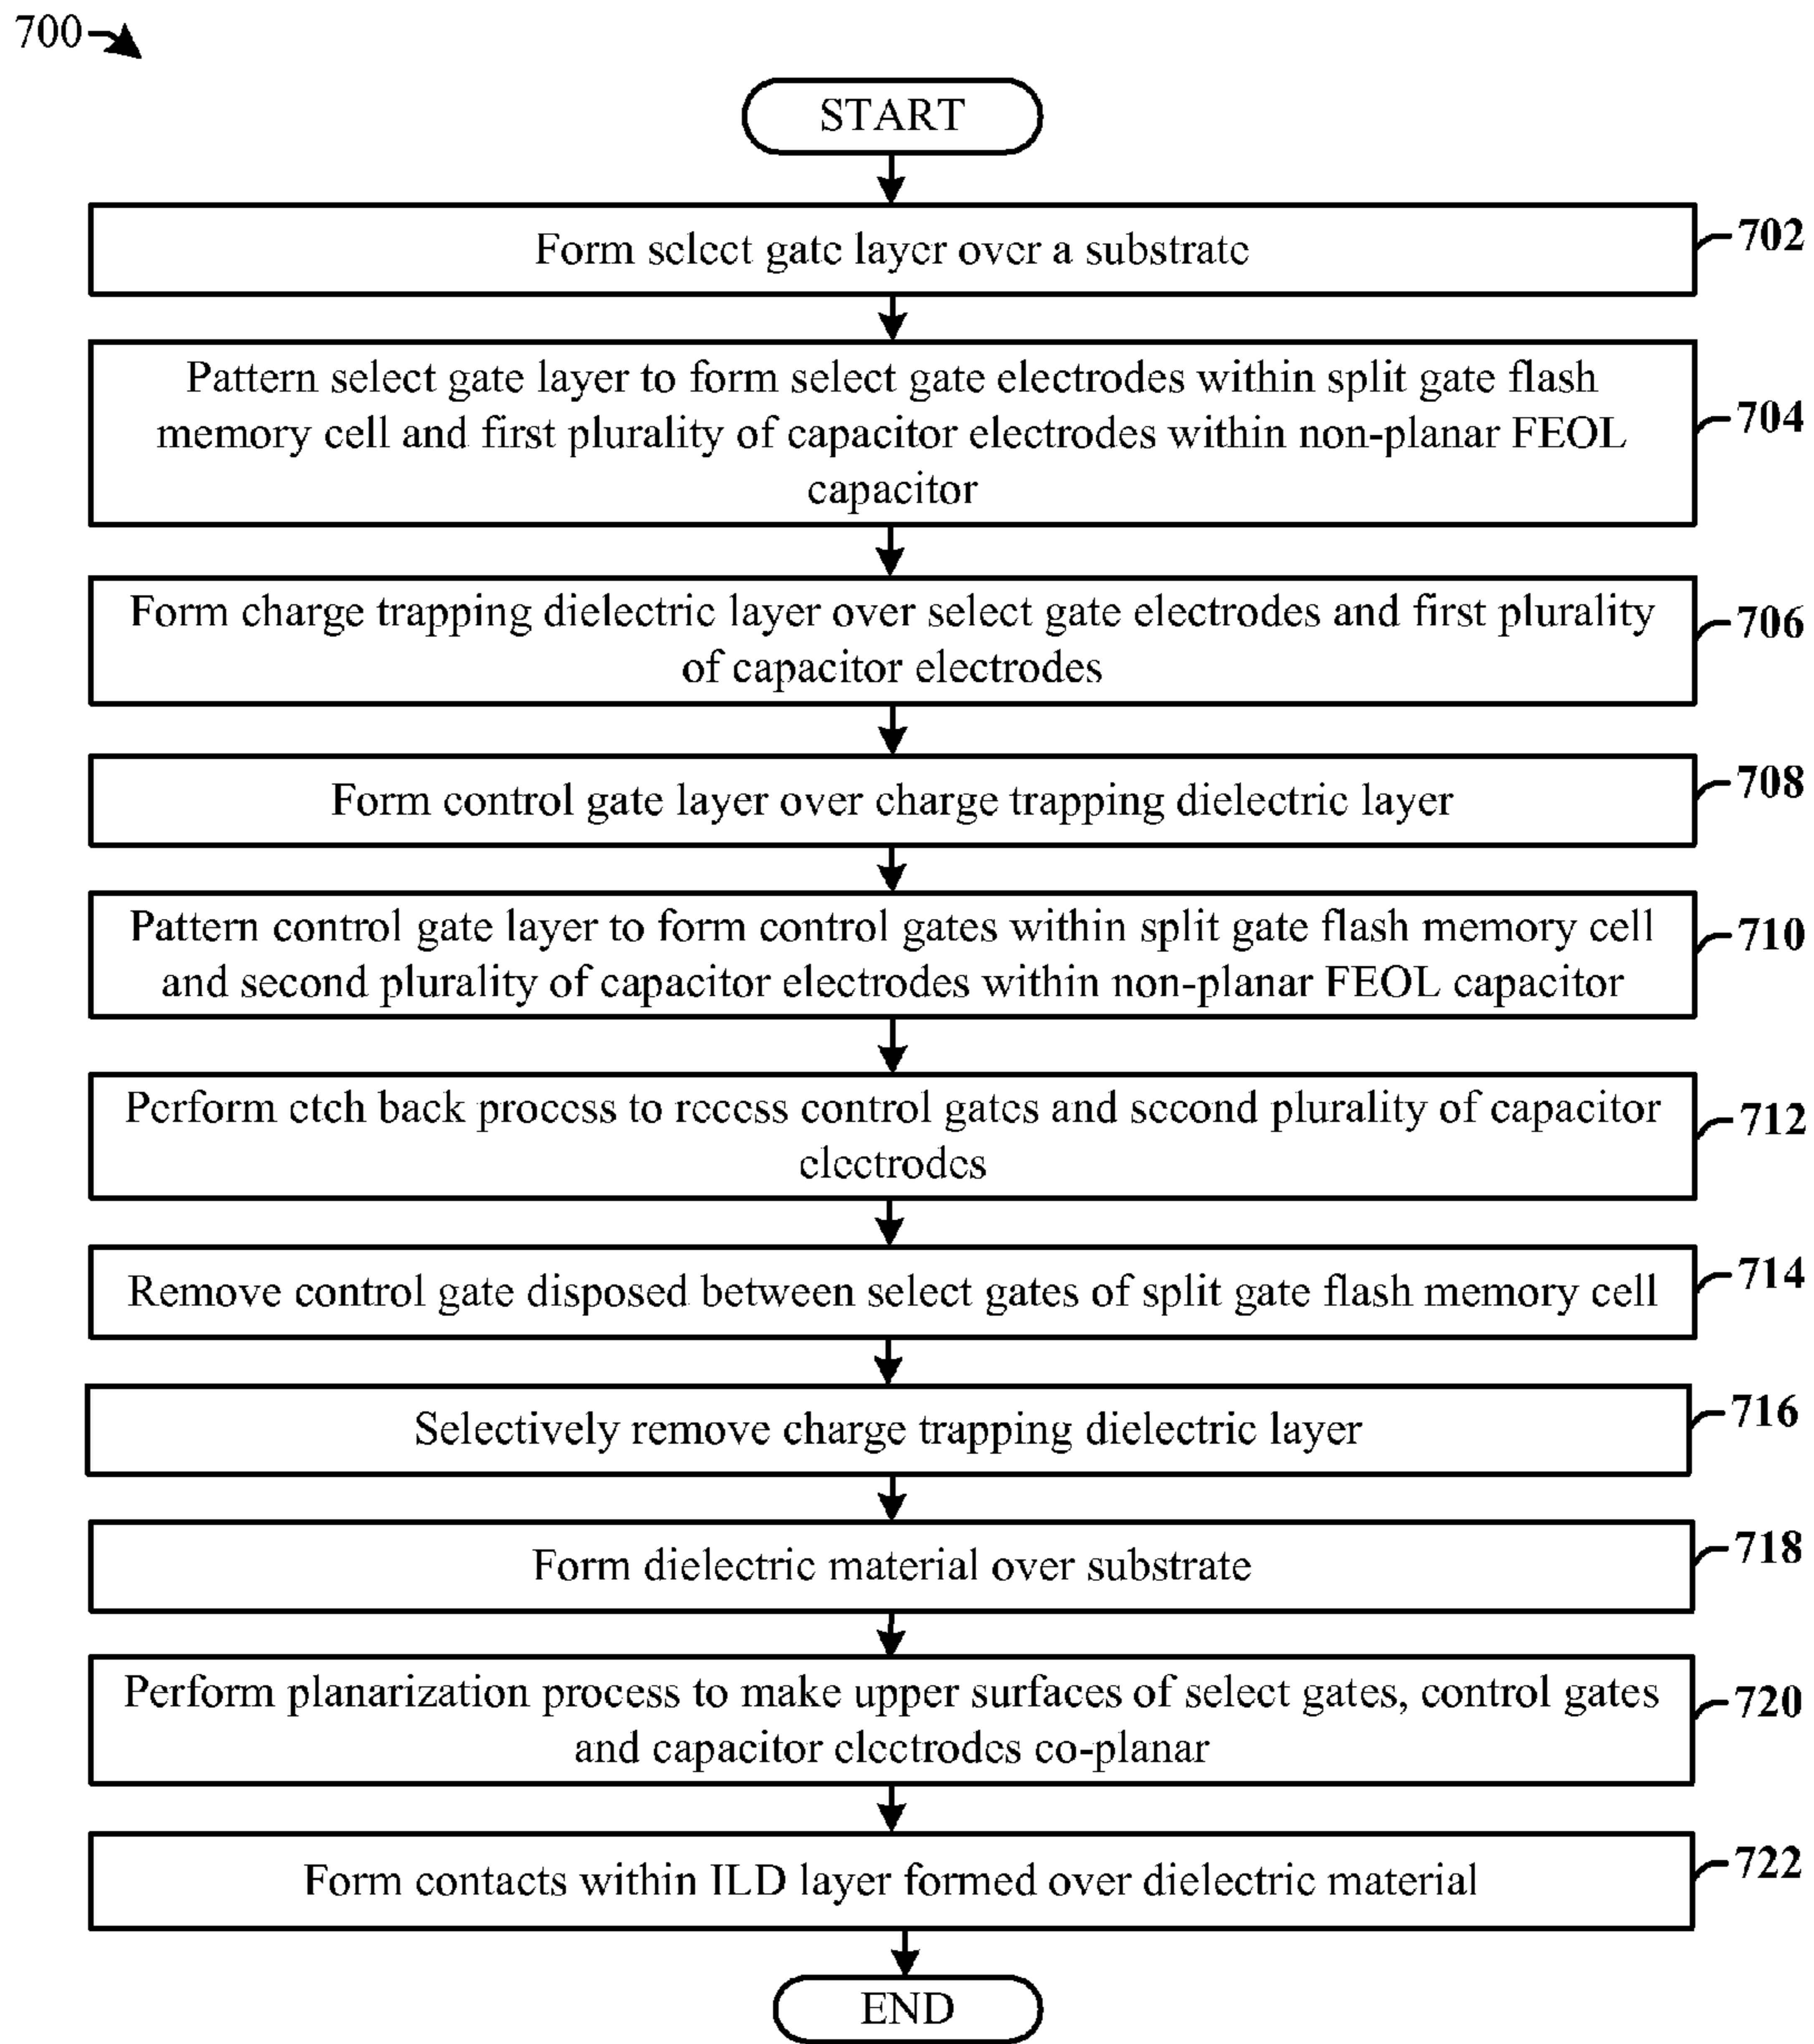 700
START
Form select gate layer over a substrate
702
Pattern select gate layer to form select gate electrodes within split gate flash
memory cell and first plurality of capacitor electrodes within non-planar FEOL
capacitor
704
Form charge trapping dielectric layer over select gate electrodes and first plurality
of capacitor electrodes
706
Form control gate layer over charge trapping dielectric layer
708
Pattern control gate layer to form control gates within split gate flash memory cell
and second plurality of capacitor electrodes within non-planar FEOL capacitor
710
Perform etch back process to recess control gates and second plurality of capacitor
electrodes
712
Remove control gate disposed between select gates of split gate flash memory cell
714
Selectively remove charge trapping dielectric layer
716
Form dielectric material over substrate
718
Perform planarization process to make upper surfaces of select gates, control gates
and capacitor electrodes co-planar
720
Form contacts within ILD layer formed over dielectric material
722
END